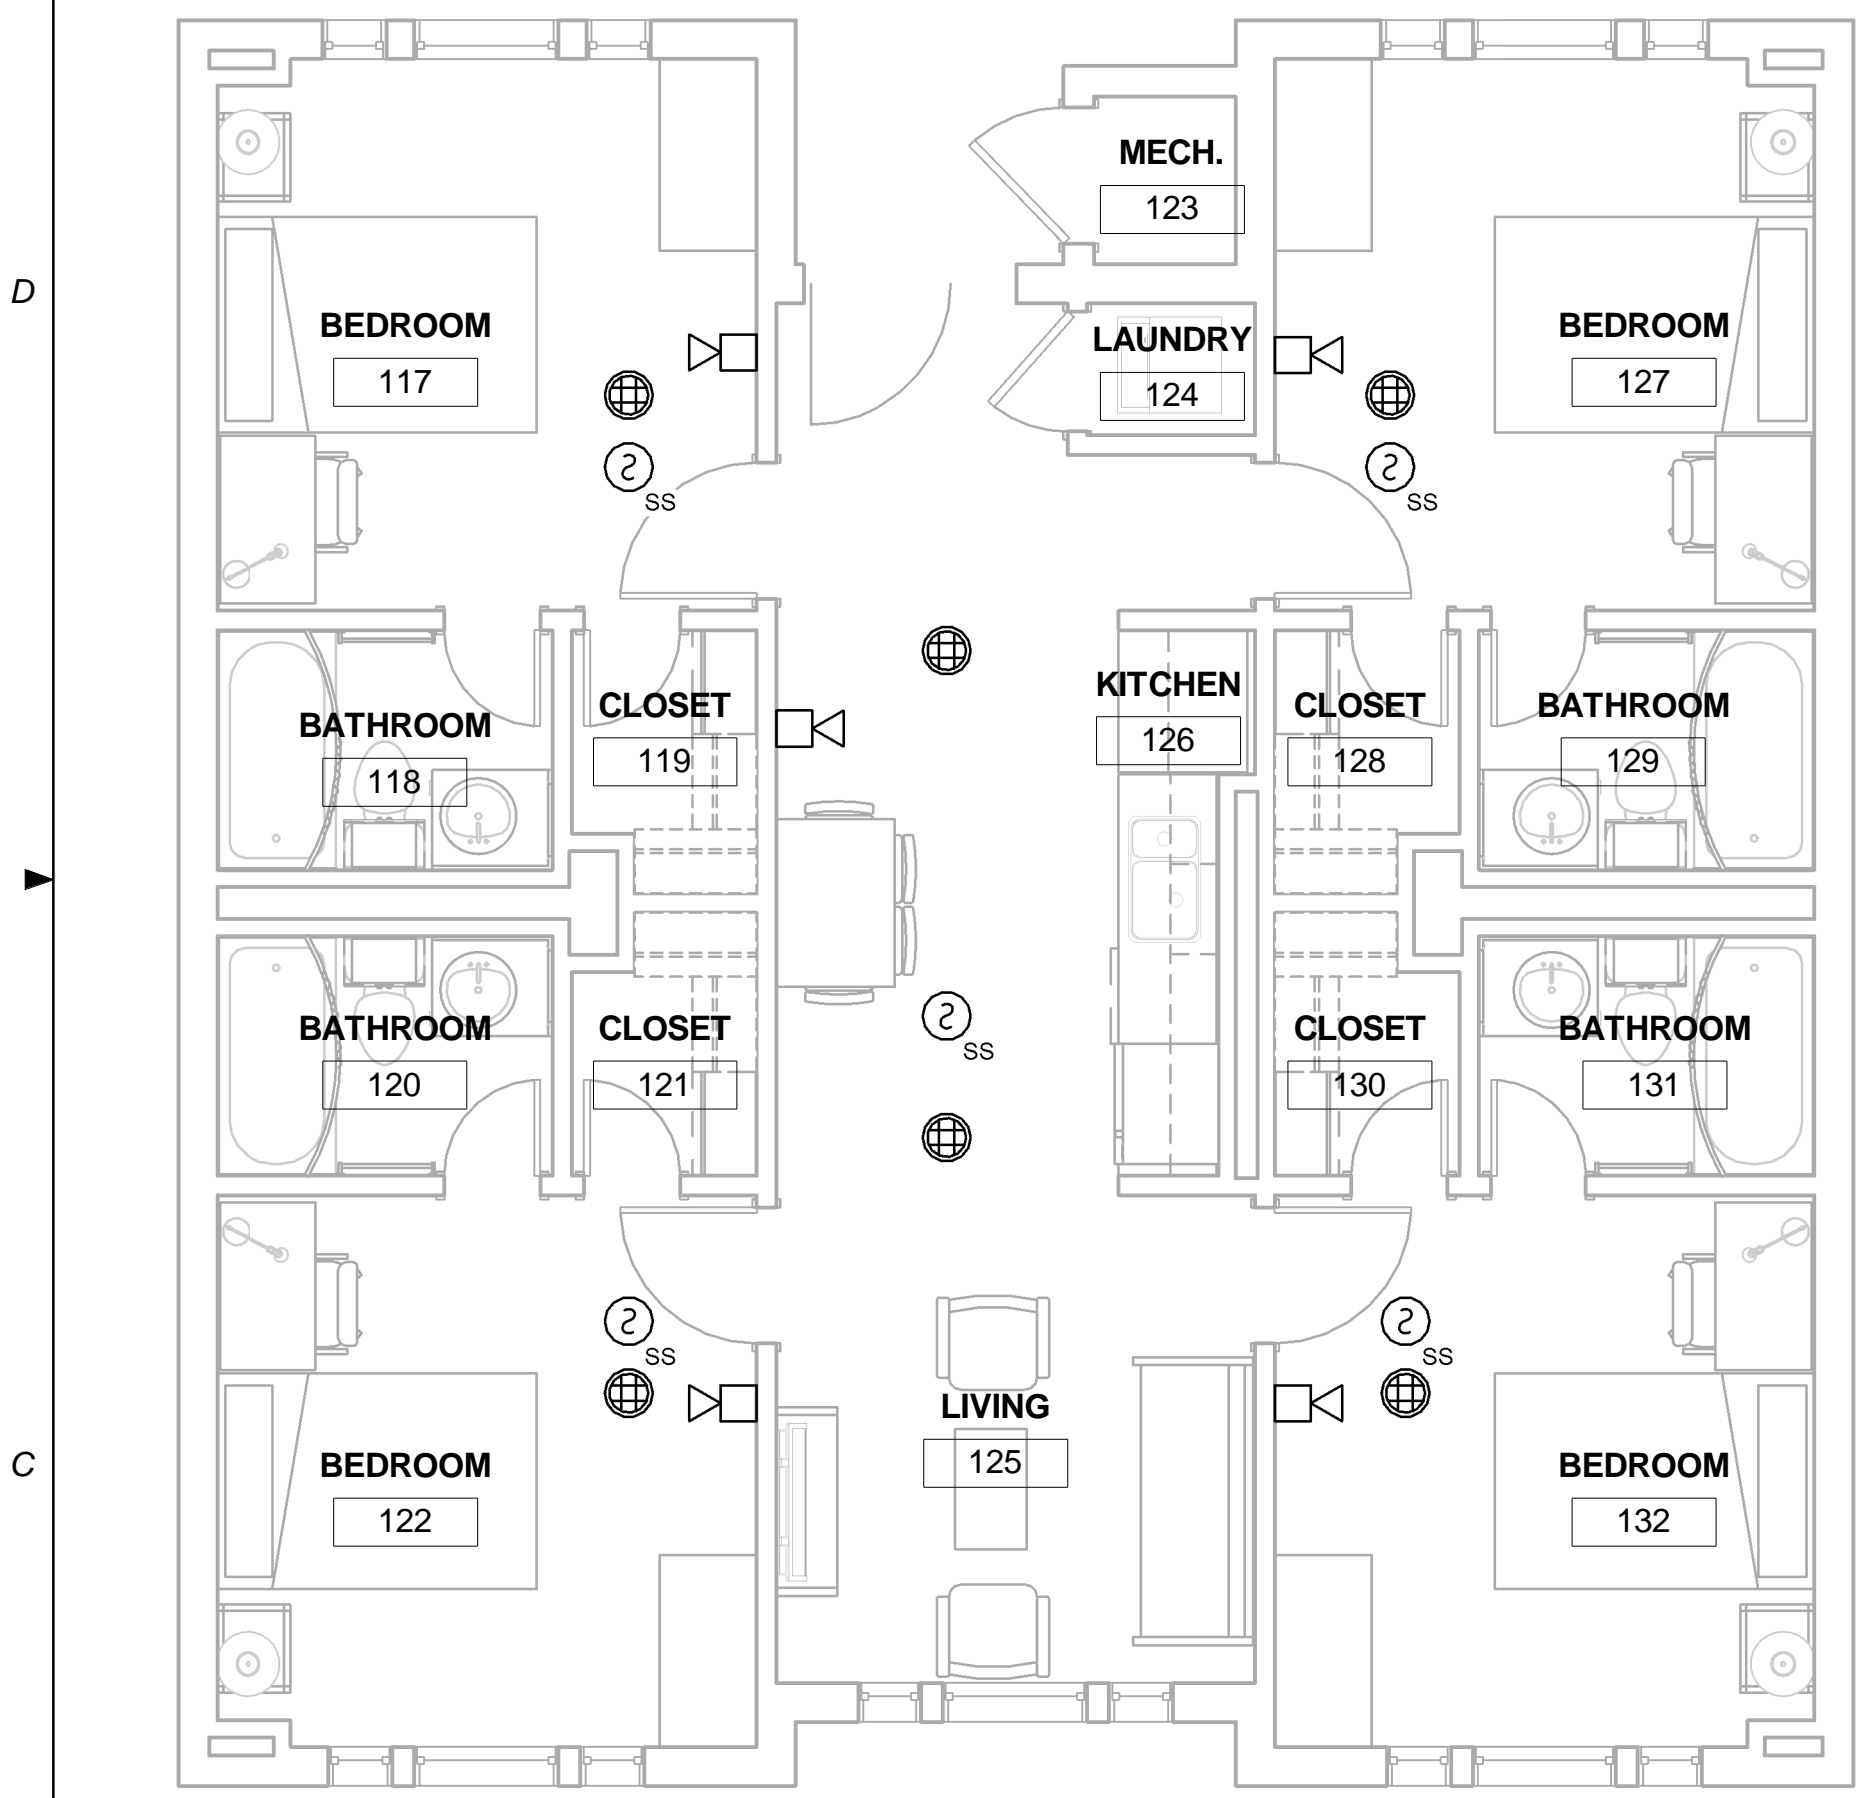 MECH.
123
D
BEDROOM
117
LAUNDRY
124
BEDROOM
127
S
SS
S
SS
KITCHEN
126
BATHROOM
118
CLOSET
119
CLOSET
128
BATHROOM
129
BATHROOM
120
CLOSET
121
S
SS
CLOSET
130
BATHROOM
131
S
SS
S
SS
LIVING
125
C
BEDROOM
122
BEDROOM
132